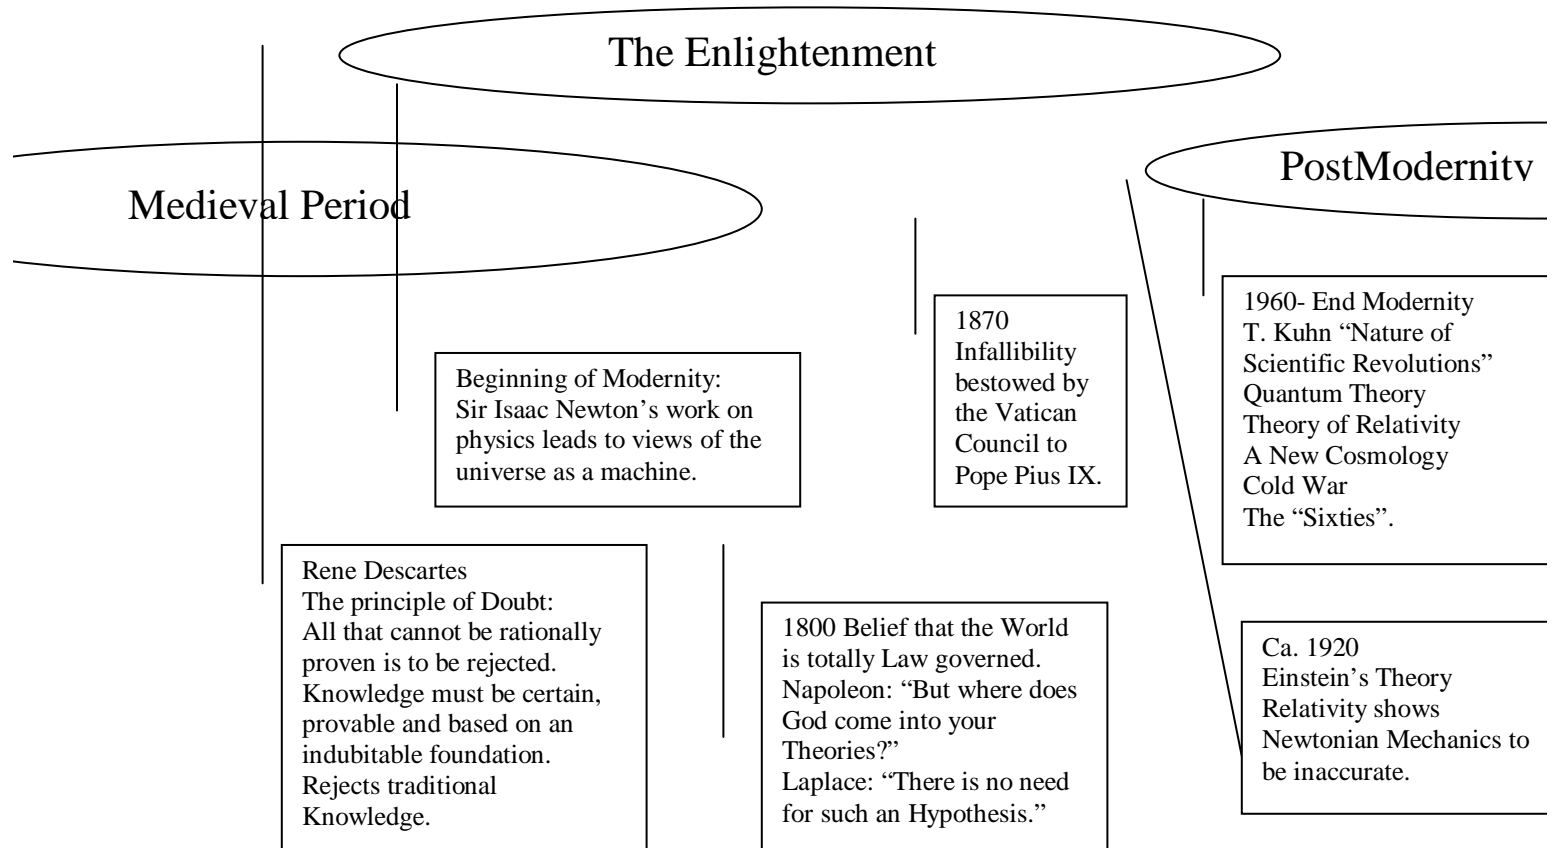 The Enlightenment
PostModernity
Medieval Period
1870
Infallibility
bestowed by
the Vatican
Council to
Pope Pius IX.
1960- End Modernity
T. Kuhn “Nature of
Scientific Revolutions”
Quantum Theory
Theory of Relativity
A New Cosmology
Cold War
The “Sixties”.
Beginning of Modernity:
Sir Isaac Newton’s work on
physics leads to views of the
universe as a machine.
Rene Descartes
The principle of Doubt:
All that cannot be rationally
proven is to be rejected.
Knowledge must be certain,
provable and based on an
indubitable foundation.
Rejects traditional
Knowledge.
1800 Belief that the World
is totally Law governed.
Napoleon: “But where does
God come into your
Theories?”
Laplace: “There is no need
for such an Hypothesis.”
Ca. 1920
Einstein’s Theory
Relativity shows
Newtonian Mechanics to
be inaccurate.